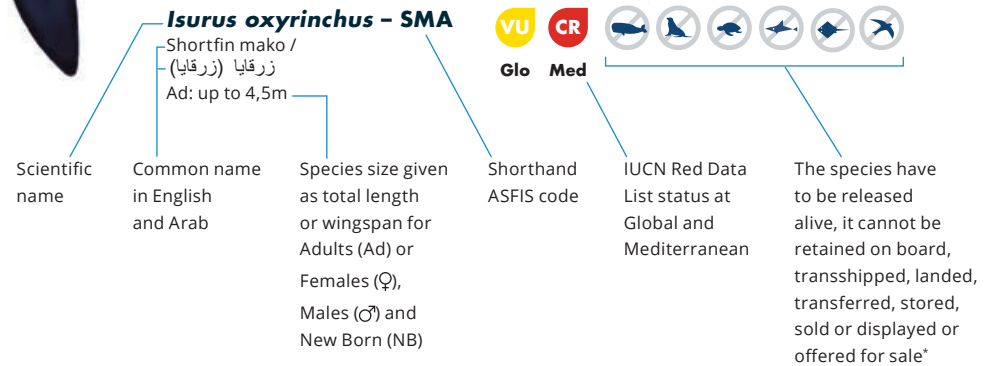 Isurus oxyrinchus – SMA
VU CR
Shortfin mako /
زرقايا (زرقايا)
Ad: up to 4,5m
Glo Med
Scientific
name
Common name
in English
and Arab
Species size given
as total length
or wingspan for
Adults (Ad) or
Females (♀),
Males (♂) and
New Born (NB)
Shorthand
ASFIS code
IUCN Red Data
List status at
Global and
Mediterranean
The species have
to be released
alive, it cannot be
retained on board,
transshipped, landed,
transferred, stored,
sold or displayed or
offered for sale*